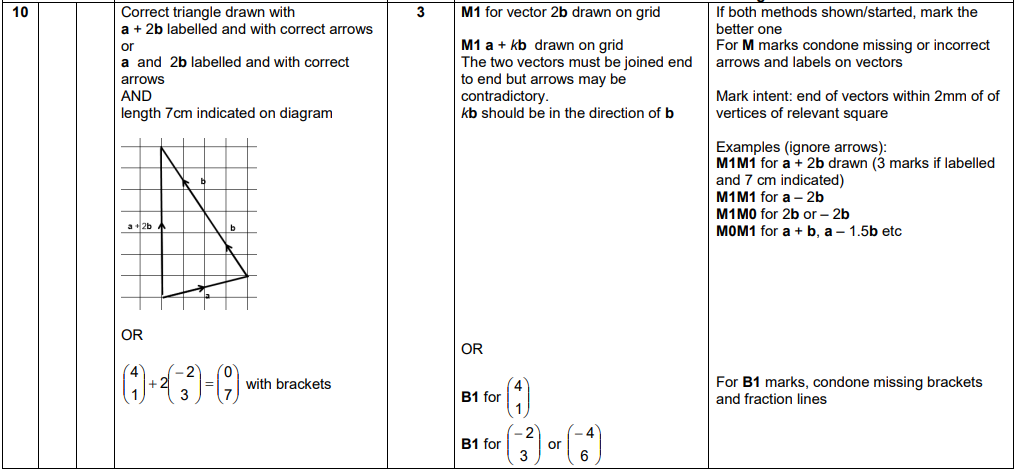 10
Correct triangle drawn with
a + 2b labelled and with correct arrows
or
a and 2b labelled and with correct
arrows
AND
length 7cm indicated on diagram
b
a + 2b
b
a
OR
(4 1) + 2(−2 3) = (0 7) with brackets
3
M1 for vector 2b drawn on grid
M1 a + kb drawn on grid
The two vectors must be joined end
to end but arrows may be
contradictory.
kb should be in the direction of b
OR
B1 for (4 1)
B1 for (−2 3) or (−4 6)
If both methods shown/started, mark the
better one
For M marks condone missing or incorrect
arrows and labels on vectors
Mark intent: end of vectors within 2mm of of
vertices of relevant square
Examples (ignore arrows):
M1M1 for a + 2b drawn (3 marks if labelled
and 7 cm indicated)
M1M1 for a – 2b
M1M0 for 2b or – 2b
M0M1 for a + b, a – 1.5b etc
For B1 marks, condone missing brackets
and fraction lines